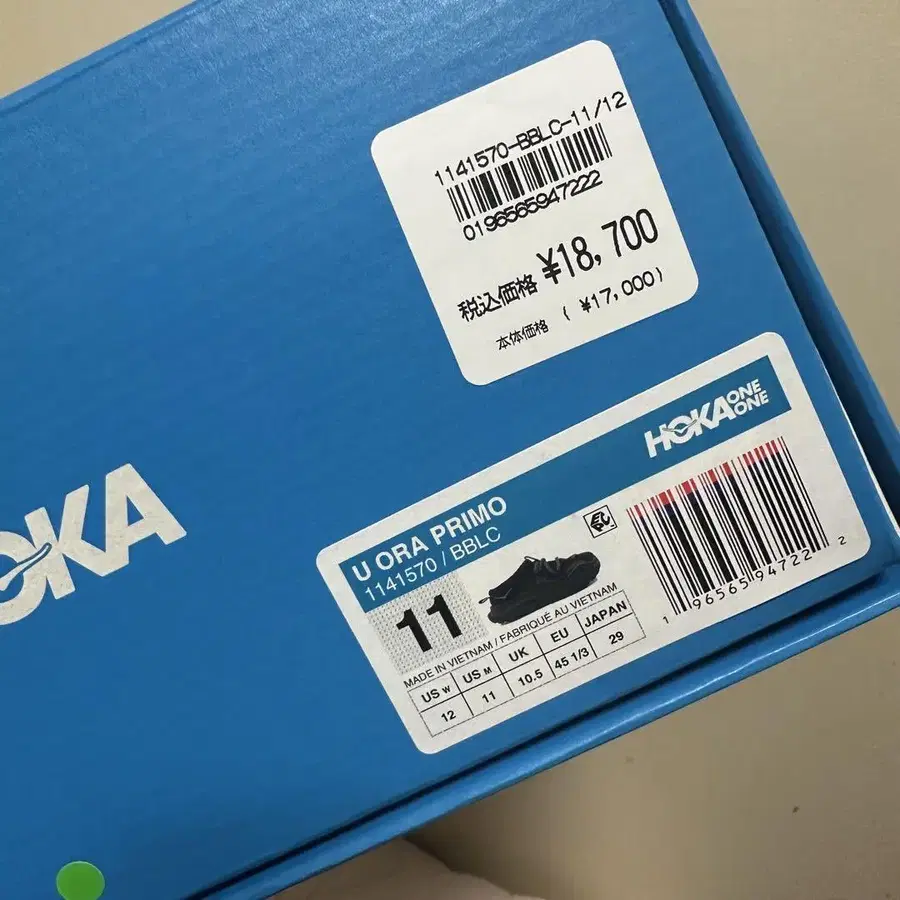 1141570-BBLC-11/12
0196565947222
税込価格 ¥18,700
本体価格 ( ¥17,000)
HOKA ONE ONE
U ORA PRIMO
1141570 / BBLC
11
MADE IN VIETNAM / FABRIQUÉ AU VIETNAM
US W US M UK EU JAPAN
12 11 10.5 45 1/3 29
1 96565 94722 2
OKA